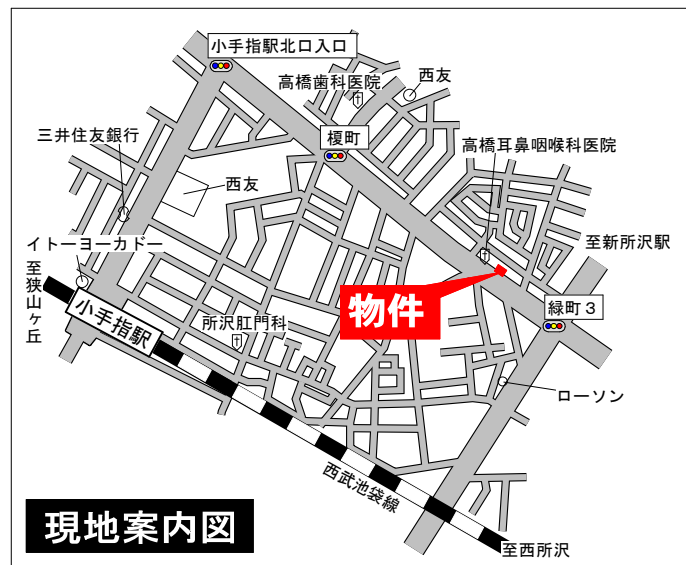 小手指駅北口入口
高橋歯科医院
西友
三井住友銀行
榎町
高橋耳鼻咽喉科医院
西友
イトーヨーカドー
至新所沢駅
至狭山ヶ丘
小手指駅
所沢肛門科
物件
緑町3
ローソン
西武池袋線
現地案内図
至西所沢